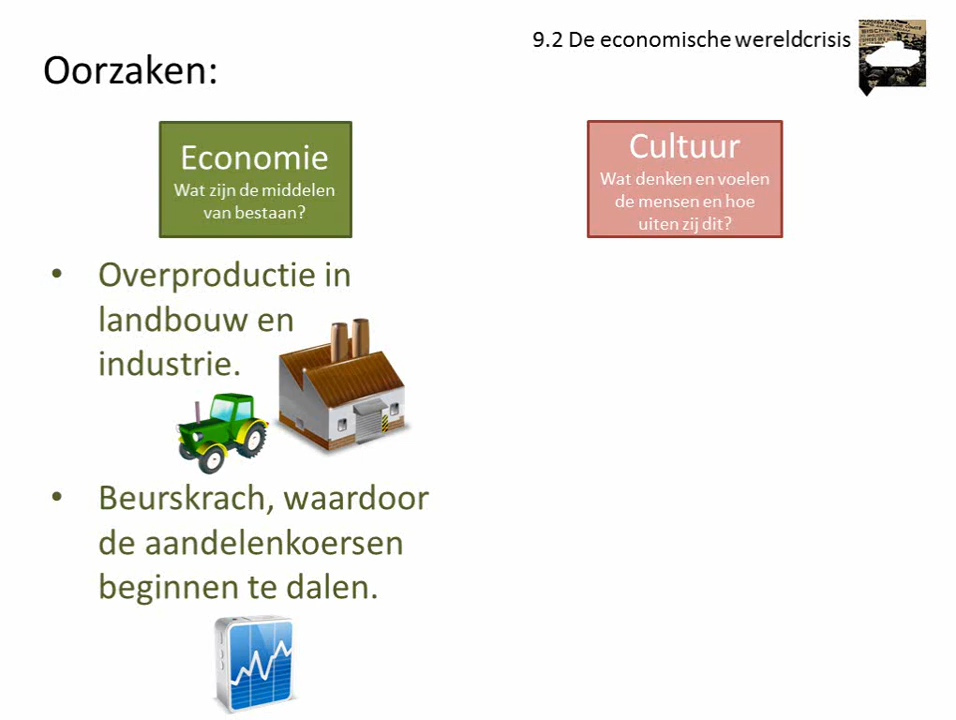 9.2 De economische wereldcrisis
Oorzaken:
Economie
Wat zijn de middelen
van bestaan?
Cultuur
Wat denken en voelen
de mensen en hoe
uiten zij dit?
• Overproductie in
landbouw en
industrie.
• Beurskrach, waardoor
de aandelenkoersen
beginnen te dalen.